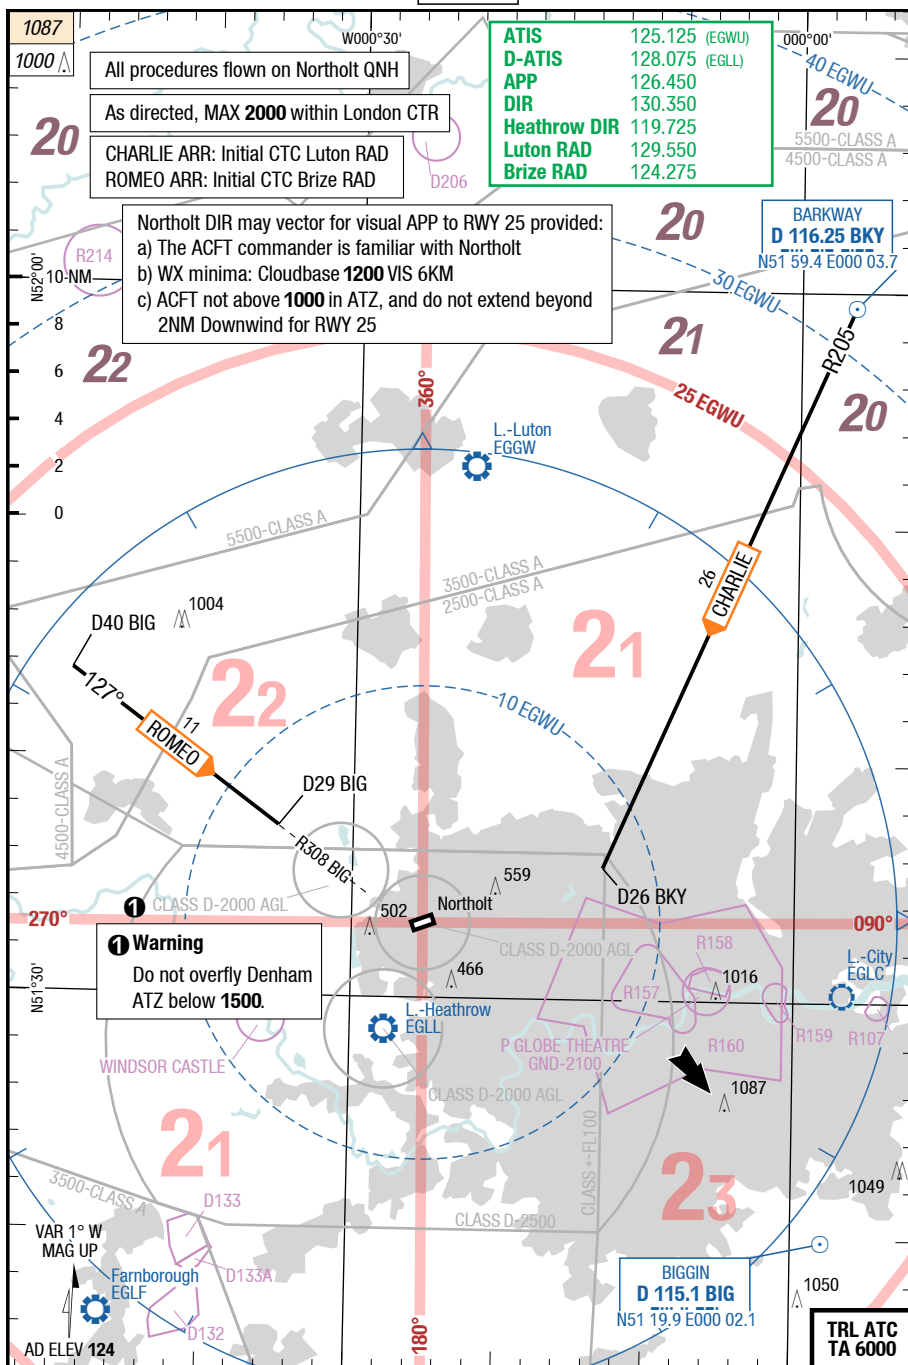 1087
1000
W000°30'
000°00'
All procedures flown on Northolt QNH
As directed, MAX 2000 within London CTR
CHARLIE ARR: Initial CTC Luton RAD
ROMEO ARR: Initial CTC Brize RAD
ATIS 125.125 (EGWU)
D-ATIS 128.075 (EGLL)
APP 126.450
DIR 130.350
Heathrow DIR 119.725
Luton RAD 129.550
Brize RAD 124.275
40 EGWU
20
20
5500-CLASS A
4500-CLASS A
D206
R214
Northolt DIR may vector for visual APP to RWY 25 provided:
a) The ACFT commander is familiar with Northolt
b) WX minima: Cloudbase 1200 VIS 6KM
c) ACFT not above 1000 in ATZ, and do not extend beyond
2NM Downwind for RWY 25
20
BARKWAY
D 116.25 BKY
N51 59.4 E000 03.7
N52°00'
10 NM
8
6
4
2
0
30 EGWU
22
21
20
R205
360°
25 EGWU
L.-Luton
EGGW
5500-CLASS A
3500-CLASS A
2500-CLASS A
26
CHARLIE
1004
D40 BIG
127°
11
ROMEO
22
21
10 EGWU
4500-CLASS A
D29 BIG
R308 BIG
559
D26 BKY
CLASS D-2000 AGL
1
270°
502
Northolt
090°
CLASS D-2000 AGL
1 Warning
Do not overfly Denham
ATZ below 1500.
N51°30'
466
R158
1016
R157
L.-City
EGLC
L.-Heathrow
EGLL
WINDSOR CASTLE
P GLOBE THEATRE
GND-2100
R160
R159
R107
CLASS D-2000 AGL
1087
21
23
CLASS *-FL100
1049
3500-CLASS A
D133
CLASS D-2500
VAR 1° W
MAG UP
D133A
Farnborough
EGLF
D132
BIGGIN
D 115.1 BIG
N51 19.9 E000 02.1
1050
180°
AD ELEV 124
TRL ATC
TA 6000